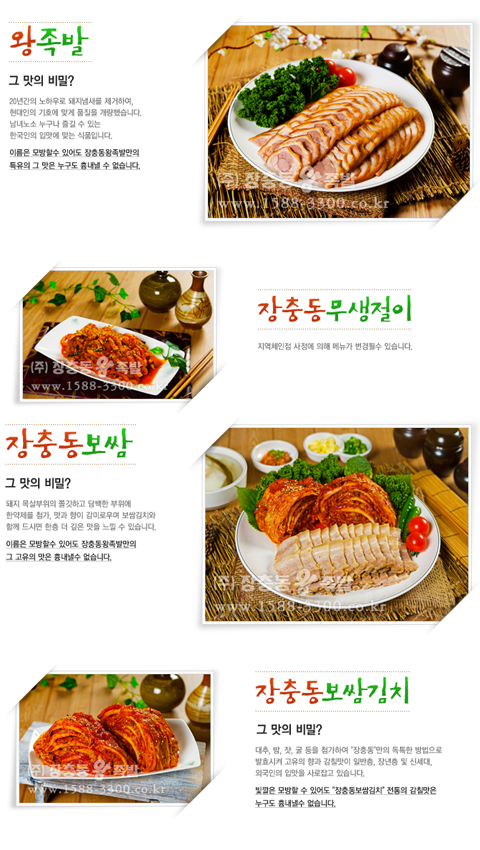 왕족발
그 맛의 비밀?
20년간의 노하우로 돼지냄새를 제거하여,
현대인의 기호에 맞게 품질을 개량했습니다.
남녀노소 누구나 즐길 수 있는
한국인의 입맛에 맞는 식품입니다.
이름은 모방할수 있어도 장충동왕족발만의
특유의 그 맛은 누구도 흉내낼 수 없습니다.
(주) 장충동 왕 족발
www.1588-3300.co.kr
장충동무생절이
지역체인점 사정에 의해 메뉴가 변경될수 있습니다.
(주) 장충동 왕 족발
www.1588-3300.co.kr
장충동보쌈
그 맛의 비밀?
돼지 목살부위의 쫄깃하고 담백한 부위에
한약재를 첨가, 맛과 향이 감미로우며 보쌈김치와
함께 드시면 한층 더 깊은 맛을 느낄 수 있습니다.
이름은 모방할수 있어도 장충동왕족발만의
그 고유의 맛은 흉내낼수 없습니다.
(주) 장충동 왕 족발
www.1588-3300.co.kr
장충동보쌈김치
그 맛의 비밀?
대추, 밤, 잣, 굴 등을 첨가하여 "장충동"만의 독특한 방법으로
발효시켜 고유의 향과 감칠맛이 일반층, 장년층 및 신세대,
외국인의 입맛을 사로잡고 있습니다.
빛깔은 모방할 수 있어도 "장충동보쌈김치" 전통의 감칠맛은
누구도 흉내낼수 없습니다.
(주) 장충동 왕 족발
www.1588-3300.co.kr